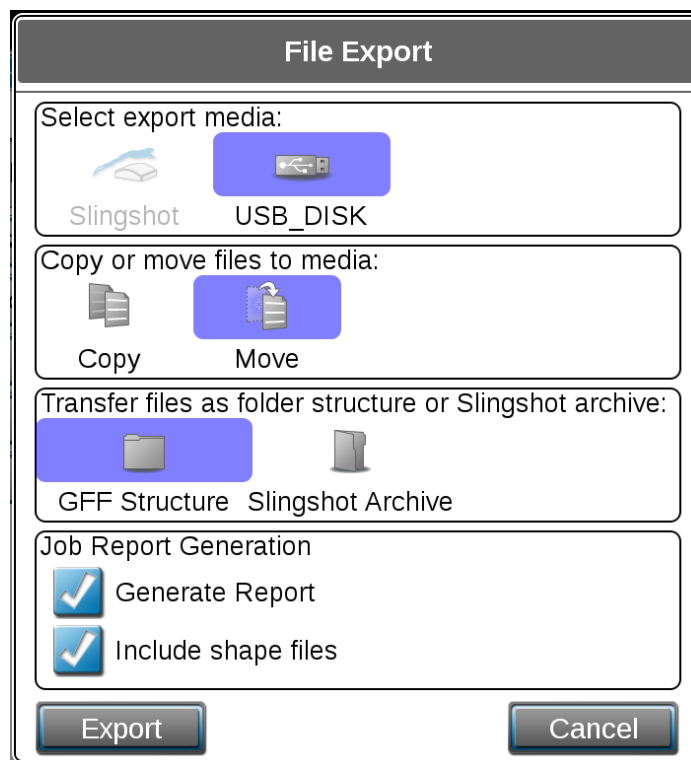 File Export
Select export media:
Slingshot USB_DISK
Copy or move files to media:
Copy Move
Transfer files as folder structure or Slingshot archive:
GFF Structure Slingshot Archive
Job Report Generation
Generate Report
Include shape files
Export Cancel